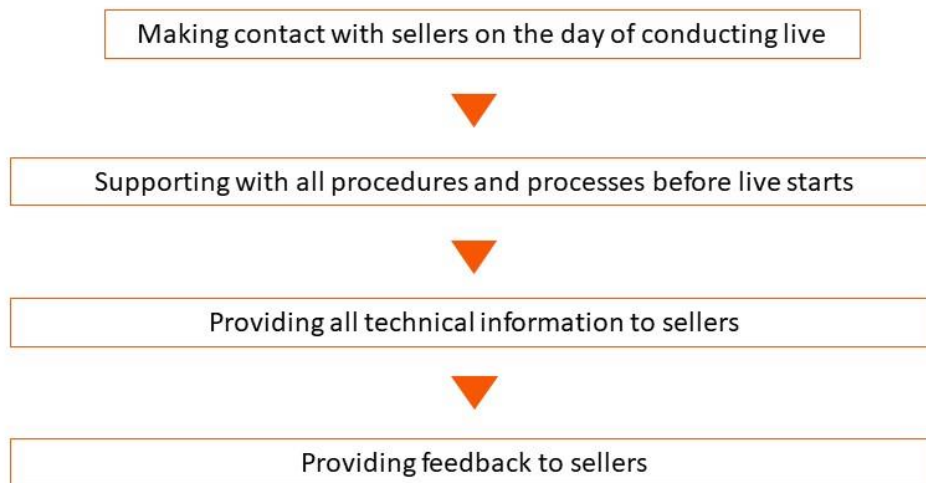 Making contact with sellers on the day of conducting live
Supporting with all procedures and processes before live starts
Providing all technical information to sellers
Providing feedback to sellers